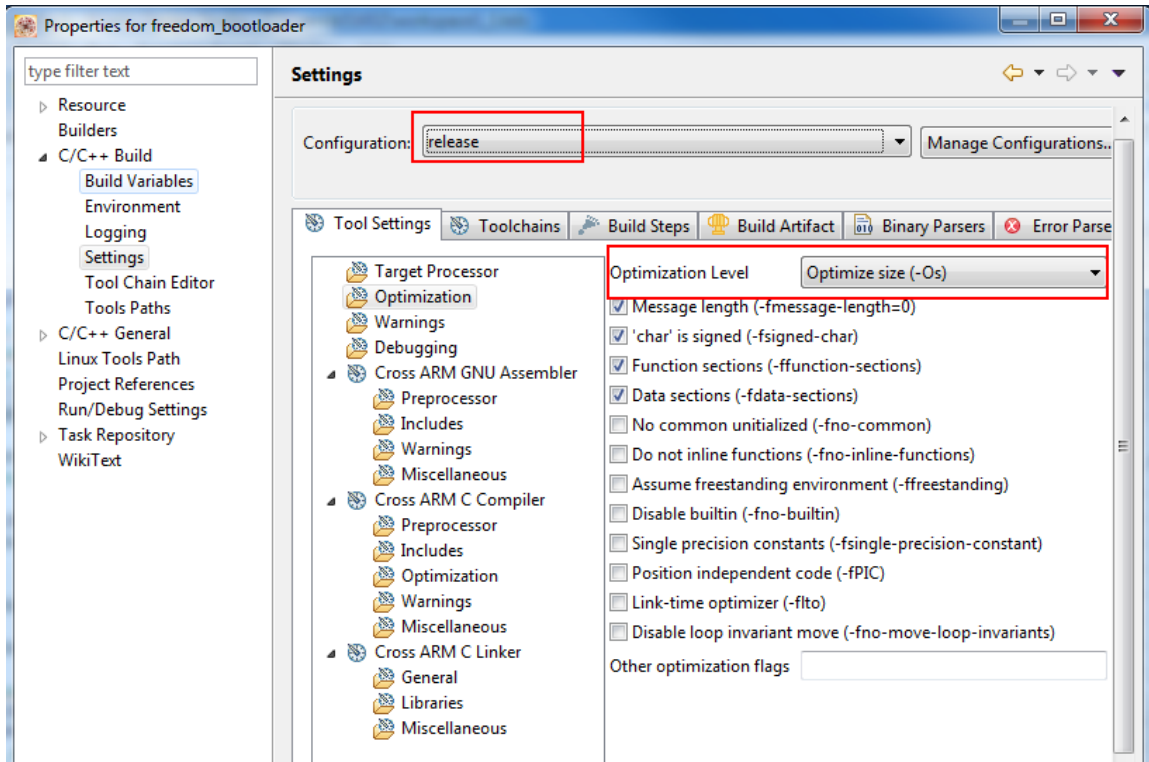 Properties for freedom_bootloader
type filter text
Resource
Builders
C/C++ Build
Build Variables
Environment
Logging
Settings
Tool Chain Editor
Tools Paths
C/C++ General
Linux Tools Path
Project References
Run/Debug Settings
Task Repository
WikiText
Settings
Configuration: release
Manage Configurations..
Tool Settings
Toolchains
Build Steps
Build Artifact
Binary Parsers
Error Parse
Target Processor
Optimization
Warnings
Debugging
Cross ARM GNU Assembler
Preprocessor
Includes
Warnings
Miscellaneous
Cross ARM C Compiler
Preprocessor
Includes
Optimization
Warnings
Miscellaneous
Cross ARM C Linker
General
Libraries
Miscellaneous
Optimization Level Optimize size (-Os)
Message length (-fmessage-length=0)
'char' is signed (-fsigned-char)
Function sections (-ffunction-sections)
Data sections (-fdata-sections)
No common unitialized (-fno-common)
Do not inline functions (-fno-inline-functions)
Assume freestanding environment (-ffreestanding)
Disable builtin (-fno-builtin)
Single precision constants (-fsingle-precision-constant)
Position independent code (-fPIC)
Link-time optimizer (-flto)
Disable loop invariant move (-fno-move-loop-invariants)
Other optimization flags